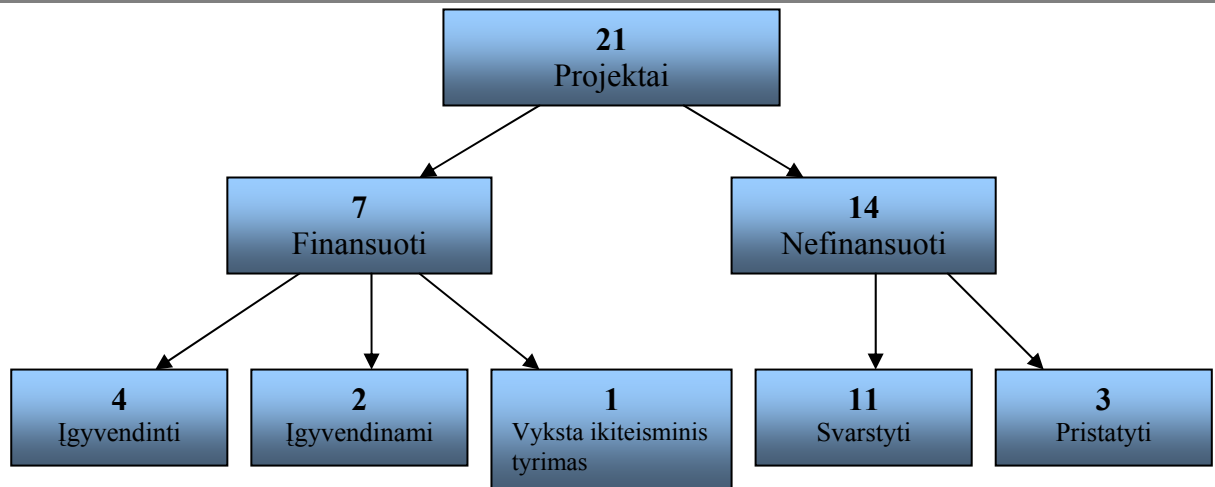 21
Projektai
7
Finansuoti
14
Nefinansuoti
4
Įgyvendinti
2
Įgyvendinami
1
Vyksta ikiteisminis
tyrimas
11
Svarstyti
3
Pristatyti